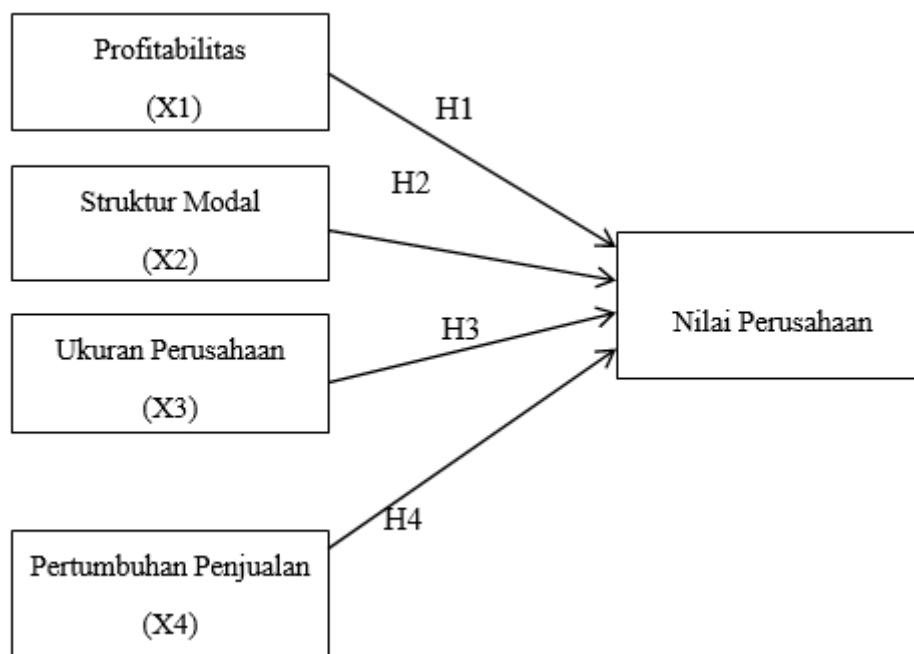 Profitabilitas
(X1)
H1
H2
Struktur Modal
(X2)
Nilai Perusahaan
Ukuran Perusahaan
(X3)
H3
H4
Pertumbuhan Penjualan
(X4)